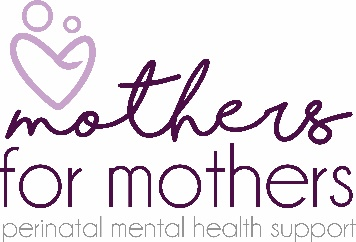 mothers
for mothers
perinatal mental health support